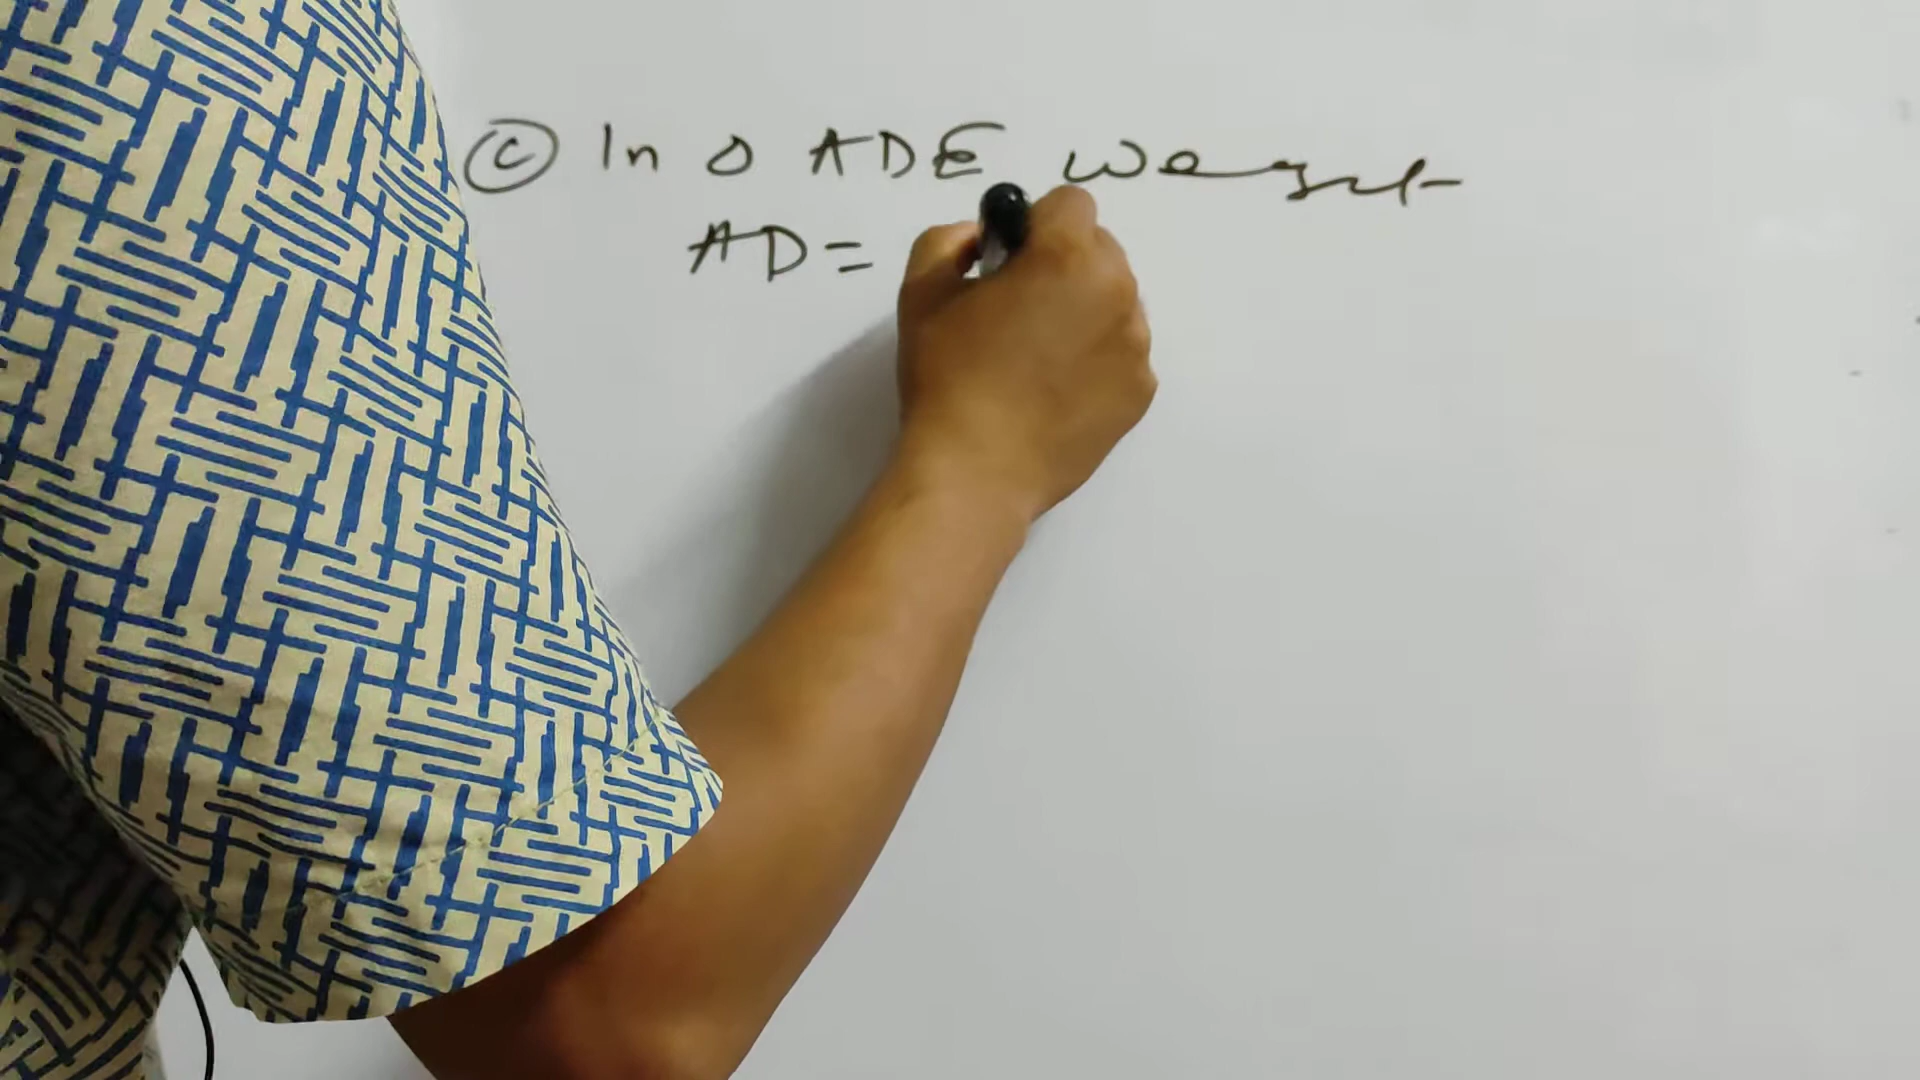 Ⓒ In △ ADE we get
AD =